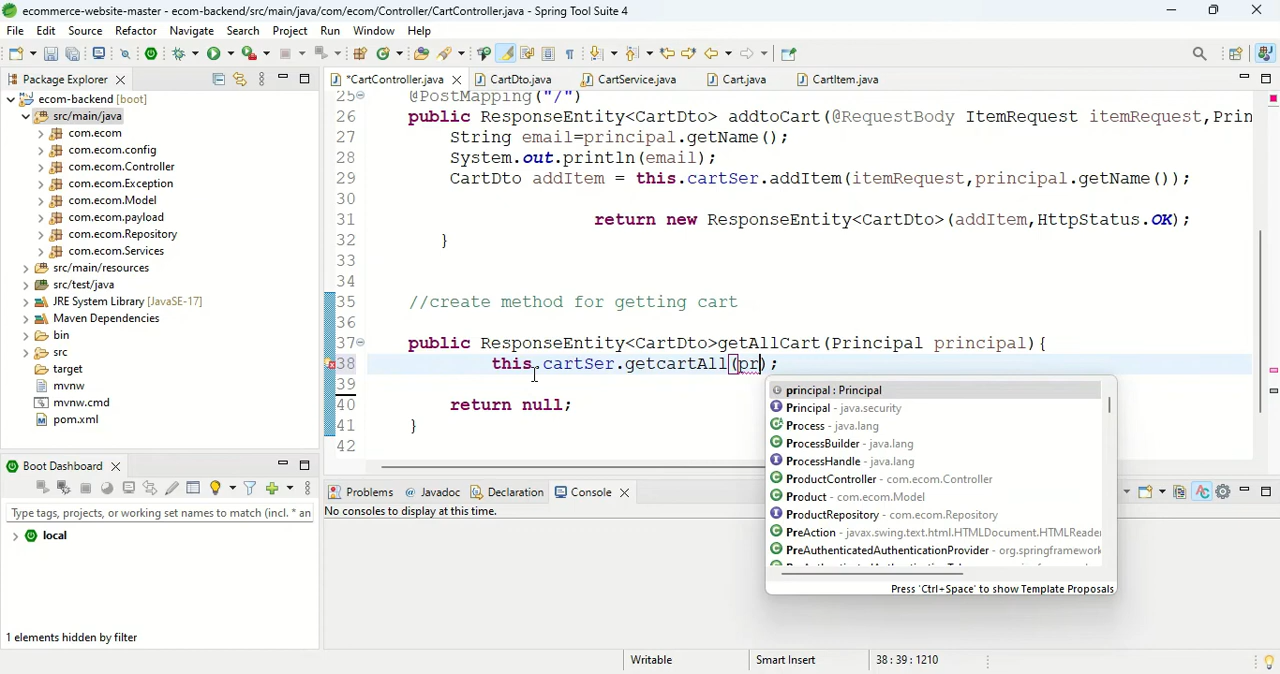 ecommerce-website-master - ecom-backend/src/main/java/com/ecom/Controller/CartController.java - Spring Tool Suite 4
File Edit Source Refactor Navigate Search Project Run Window Help
Package Explorer
*CartController.java CartDto.java CartService.java Cart.java CartItem.java
ecom-backend [boot]
src/main/java
com.ecom
com.ecom.config
com.ecom.Controller
com.ecom.Exception
com.ecom.Model
com.ecom.payload
com.ecom.Repository
com.ecom.Services
src/main/resources
src/test/java
JRE System Library [JavaSE-17]
Maven Dependencies
bin
src
target
mvnw
mvnw.cmd
pom.xml
25 @PostMapping("/")
26 public ResponseEntity<CartDto> addtoCart(@RequestBody ItemRequest itemRequest,Prin
27 String email=principal.getName();
28 System.out.println(email);
29 CartDto addItem = this.cartSer.addItem(itemRequest,principal.getName());
30
31 return new ResponseEntity<CartDto>(addItem,HttpStatus.OK);
32 }
33
34
35 //create method for getting cart
36
37 public ResponseEntity<CartDto>getAllCart(Principal principal){
38 this.cartSer.getcartAll(pr);
39
40 return null;
41 }
42
principal : Principal
Principal - java.security
Process - java.lang
ProcessBuilder - java.lang
ProcessHandle - java.lang
ProductController - com.ecom.Controller
Product - com.ecom.Model
ProductRepository - com.ecom.Repository
PreAction - javax.swing.text.html.HTMLDocument.HTMLReade
PreAuthenticatedAuthenticationProvider - org.springframework
Press 'Ctrl+Space' to show Template Proposals
Boot Dashboard
Type tags, projects, or working set names to match (incl. * an
local
1 elements hidden by filter
Problems Javadoc Declaration Console
No consoles to display at this time.
Writable Smart Insert 38 : 39 : 1210